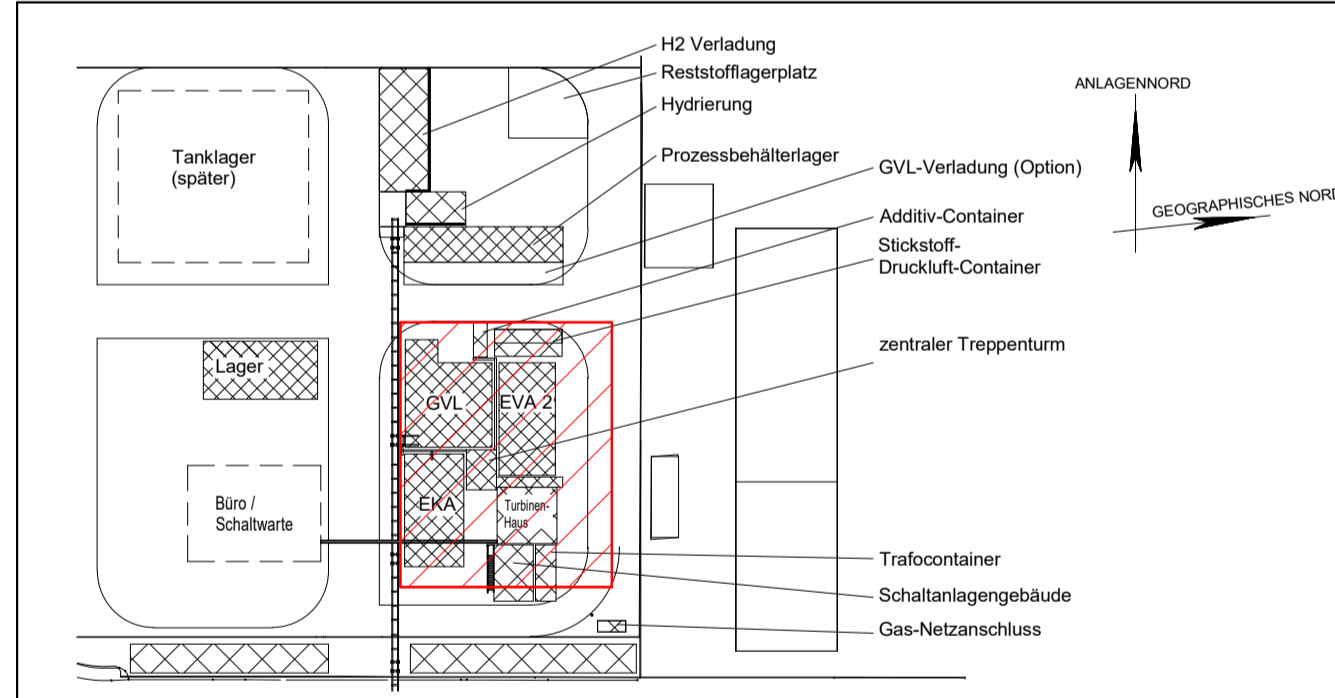 H2 Verladung
Reststofflagerplatz
Hydrierung
Prozessbehälterlager
GVL-Verladung (Option)
Additiv-Container
Stickstoff-
Druckluft-Container
zentraler Treppenturm
Trafocontainer
Schaltanlagengebäude
Gas-Netzanschluss
ANLAGENNORD
GEOGRAPHISCHES NORD
Tanklager
(später)
Lager
GVL
EVA 2
Büro /
Schaltwarte
EKA
Turbinen-
Haus